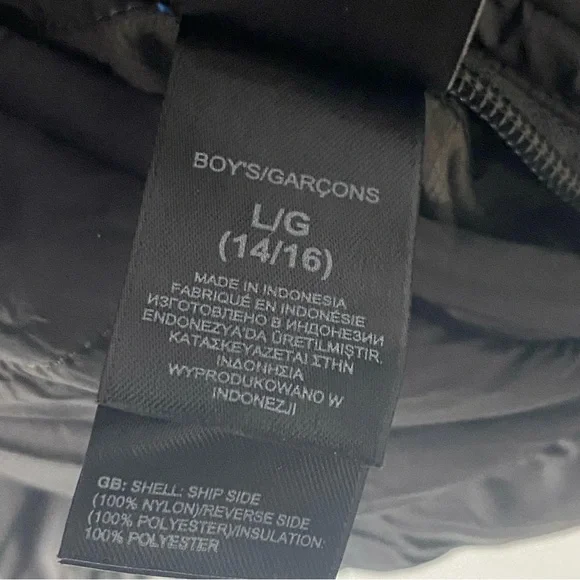 BOY'S/GARÇONS
L/G
(14/16)
MADE IN INDONESIA
FABRIQUÉ EN INDONÉSIE
ИЗГОТОВЛЕНО В ИНДОНЕЗИИ
ENDONEZYA'DA ÜRETILMIŞTIR.
ΚΑΤΑΣΚΕΥΑΖΕΤΑΙ ΣΤΗΝ
ΙΝΔΟΝΗΣΙΑ
WYPRODUKOWANO W
INDONEZJI
GB: SHELL: SHIP SIDE
(100% NYLON)/REVERSE SIDE
(100% POLYESTER)/INSULATION:
100% POLYESTER